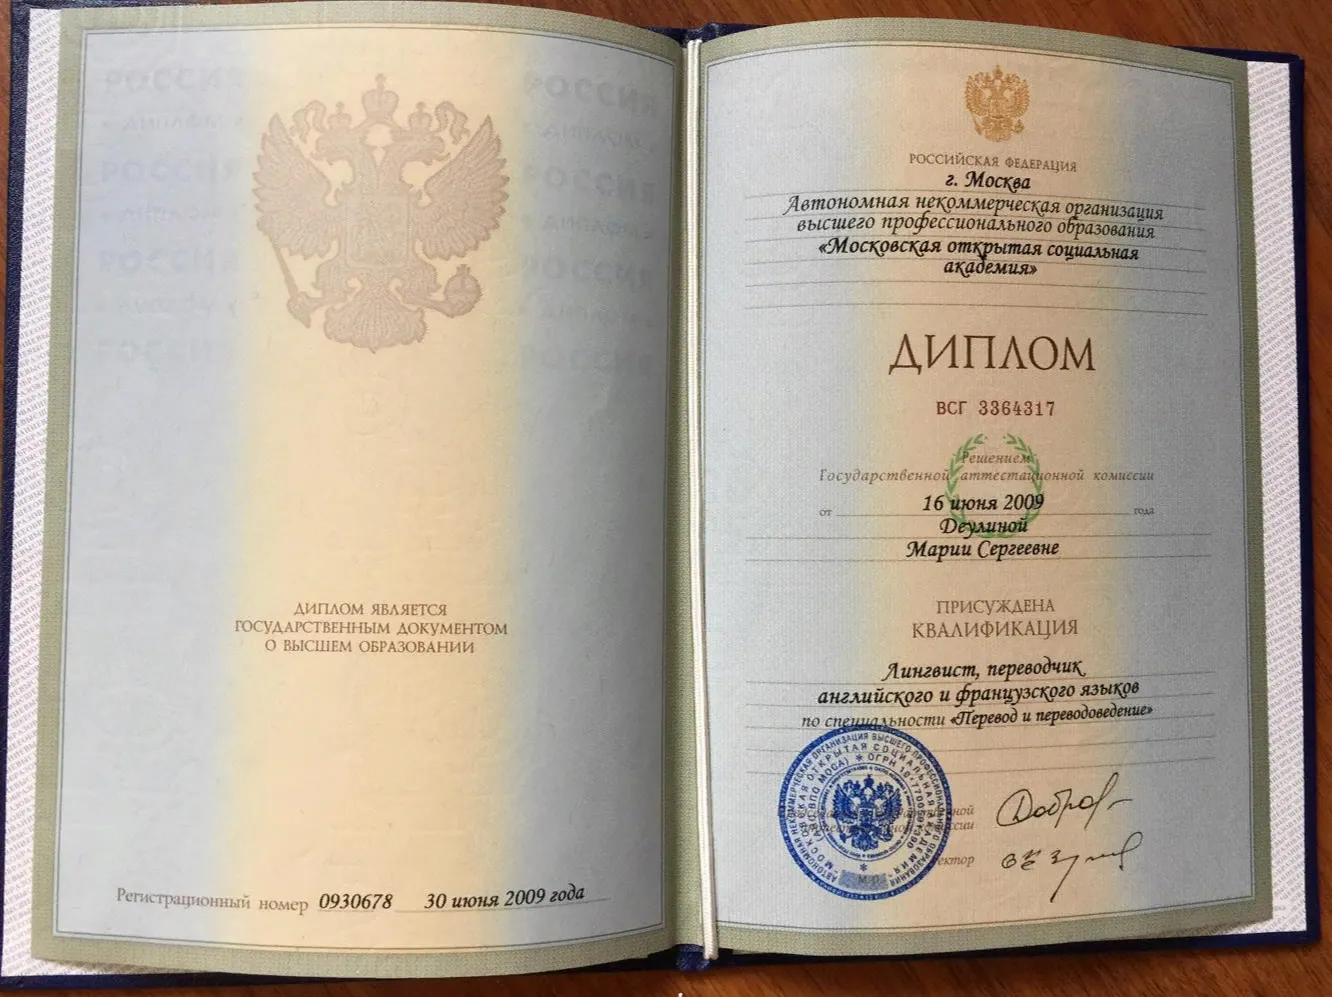 ДИПЛОМ ЯВЛЯЕТСЯ
ГОСУДАРСТВЕННЫМ ДОКУМЕНТОМ
О ВЫСШЕМ ОБРАЗОВАНИИ
Регистрационный номер 0930678 30 июня 2009 года
РОССИЙСКАЯ ФЕДЕРАЦИЯ
г. Москва
Автономная некоммерческая организация
высшего профессионального образования
«Московская открытая социальная
академия»
ДИПЛОМ
ВСГ 3364317
Решением
Государственной аттестационной комиссии
от 16 июня 2009 года
Деулиной
Марии Сергеевне
ПРИСУЖДЕНА
КВАЛИФИКАЦИЯ
Лингвист, переводчик
английского и французского языков
по специальности «Перевод и переводоведение»